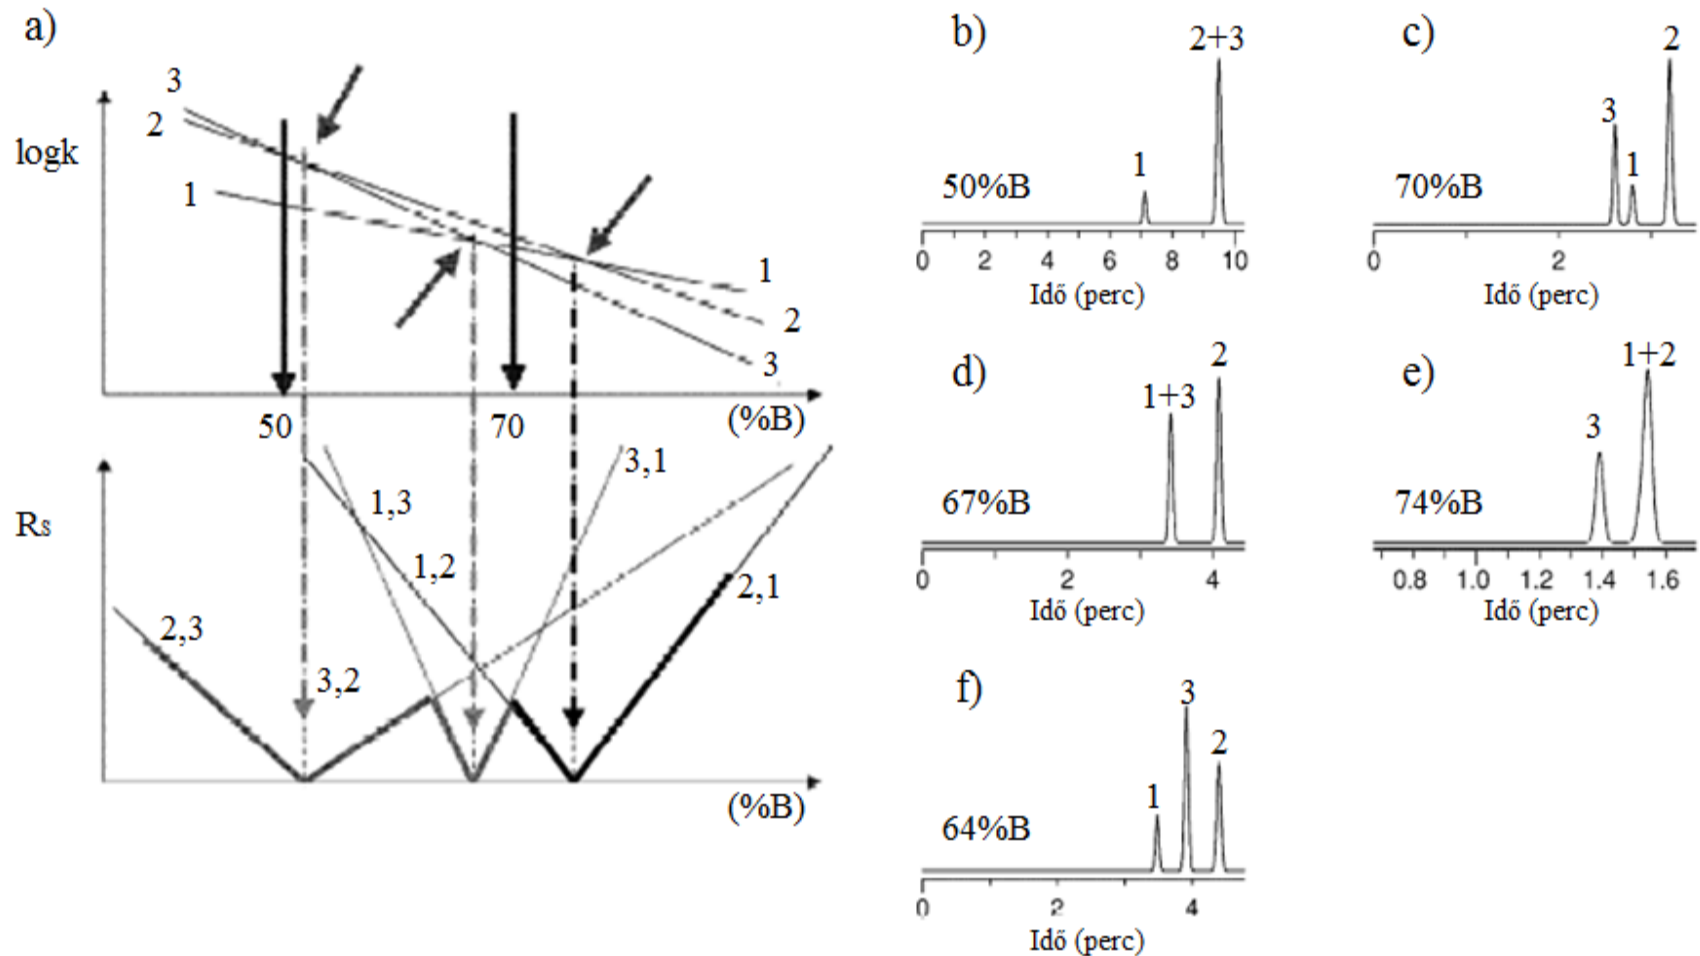 a)
3
2
logk
1
1
2
3
50
70
(%B)
Rs
3,1
1,3
1,2
2,1
2,3
3,2
(%B)
b)
2+3
1
50%B
0 2 4 6 8 10
Idő (perc)
c)
2
3
1
70%B
0 2
Idő (perc)
d)
2
1+3
67%B
0 2 4
Idő (perc)
e)
1+2
3
74%B
0.8 1.0 1.2 1.4 1.6
Idő (perc)
f)
3
2
1
64%B
0 2 4
Idő (perc)